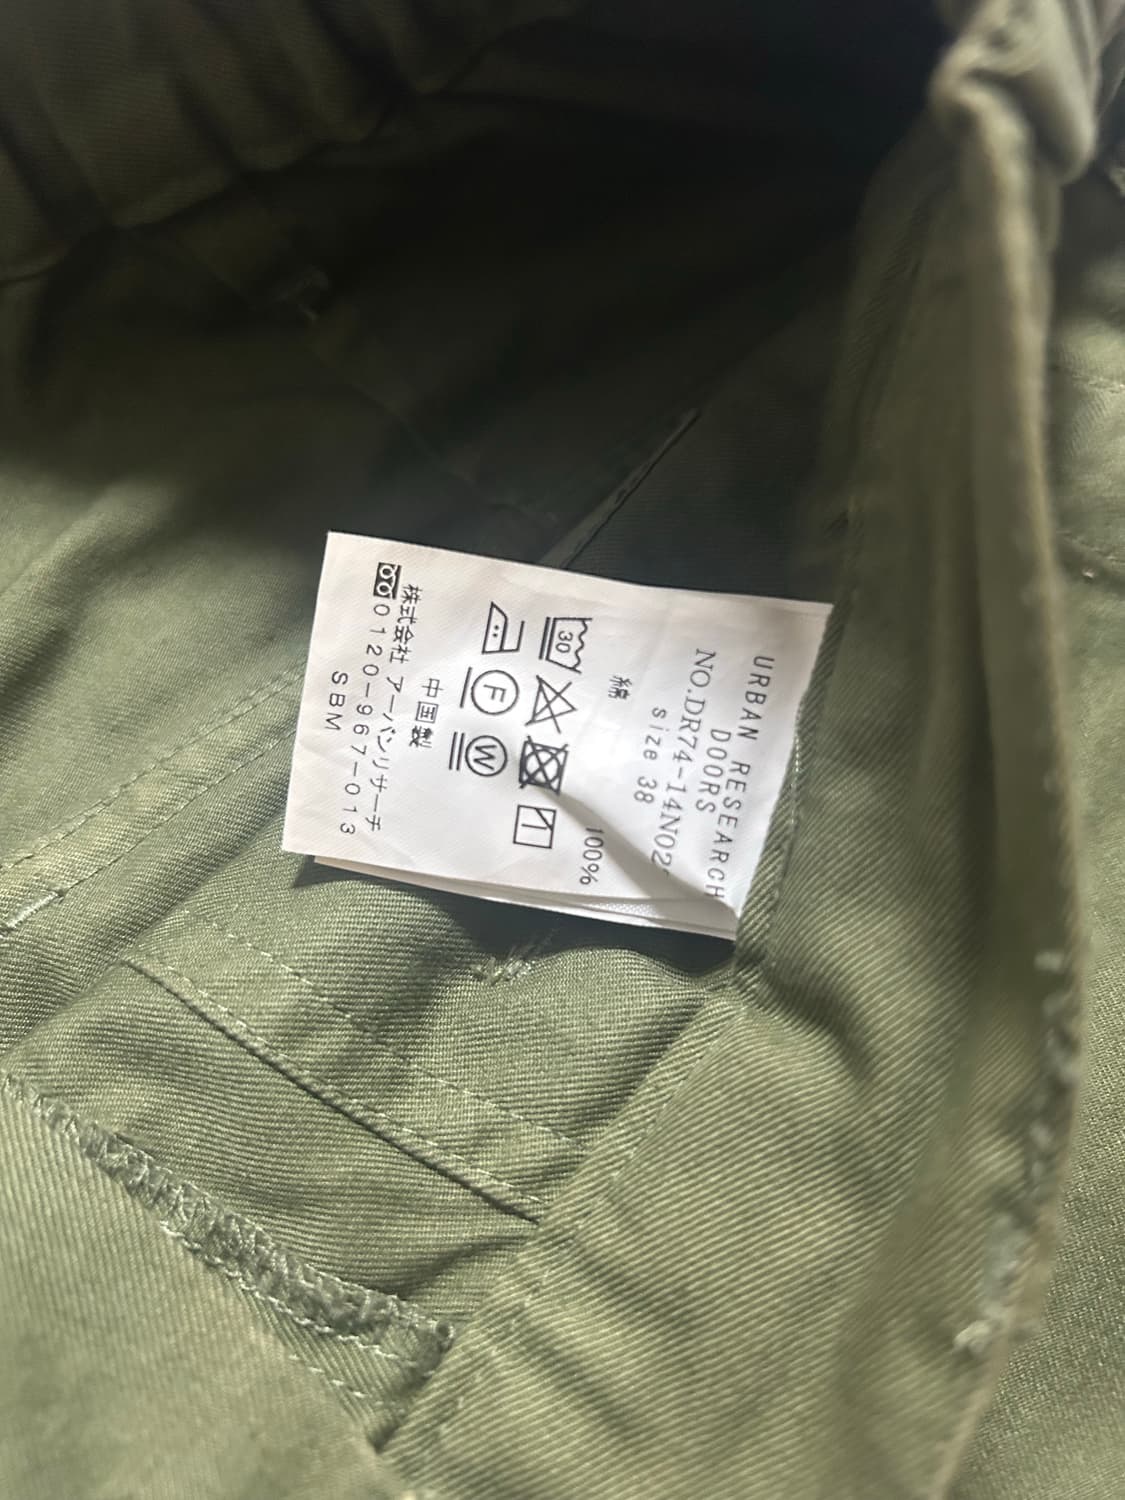 URBAN RESEARCH
DOORS
NO.DR74-14N02
size 38
綿 100%
30
F
W
中国製
株式会社 アーバンリサーチ
0120-967-013
SBM